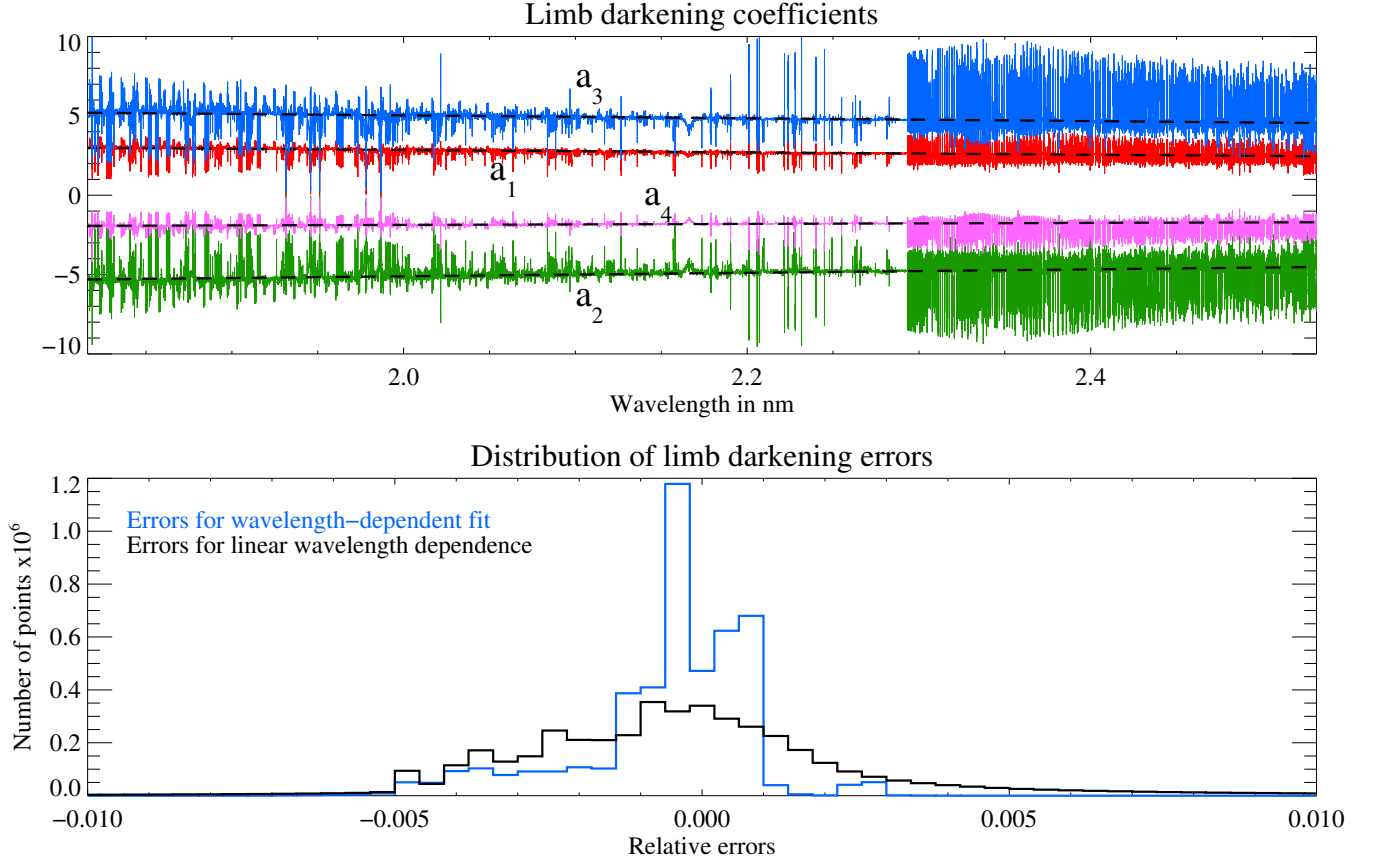 Limb darkening coefficients
10
5
0
−5
−10
a3
a1
a4
a2
2.0
2.2
2.4
Wavelength in nm
Distribution of limb darkening errors
1.2
1.0
0.8
0.6
0.4
0.2
0.0
Number of points x10^6
Errors for wavelength−dependent fit
Errors for linear wavelength dependence
−0.010
−0.005
0.000
0.005
0.010
Relative errors